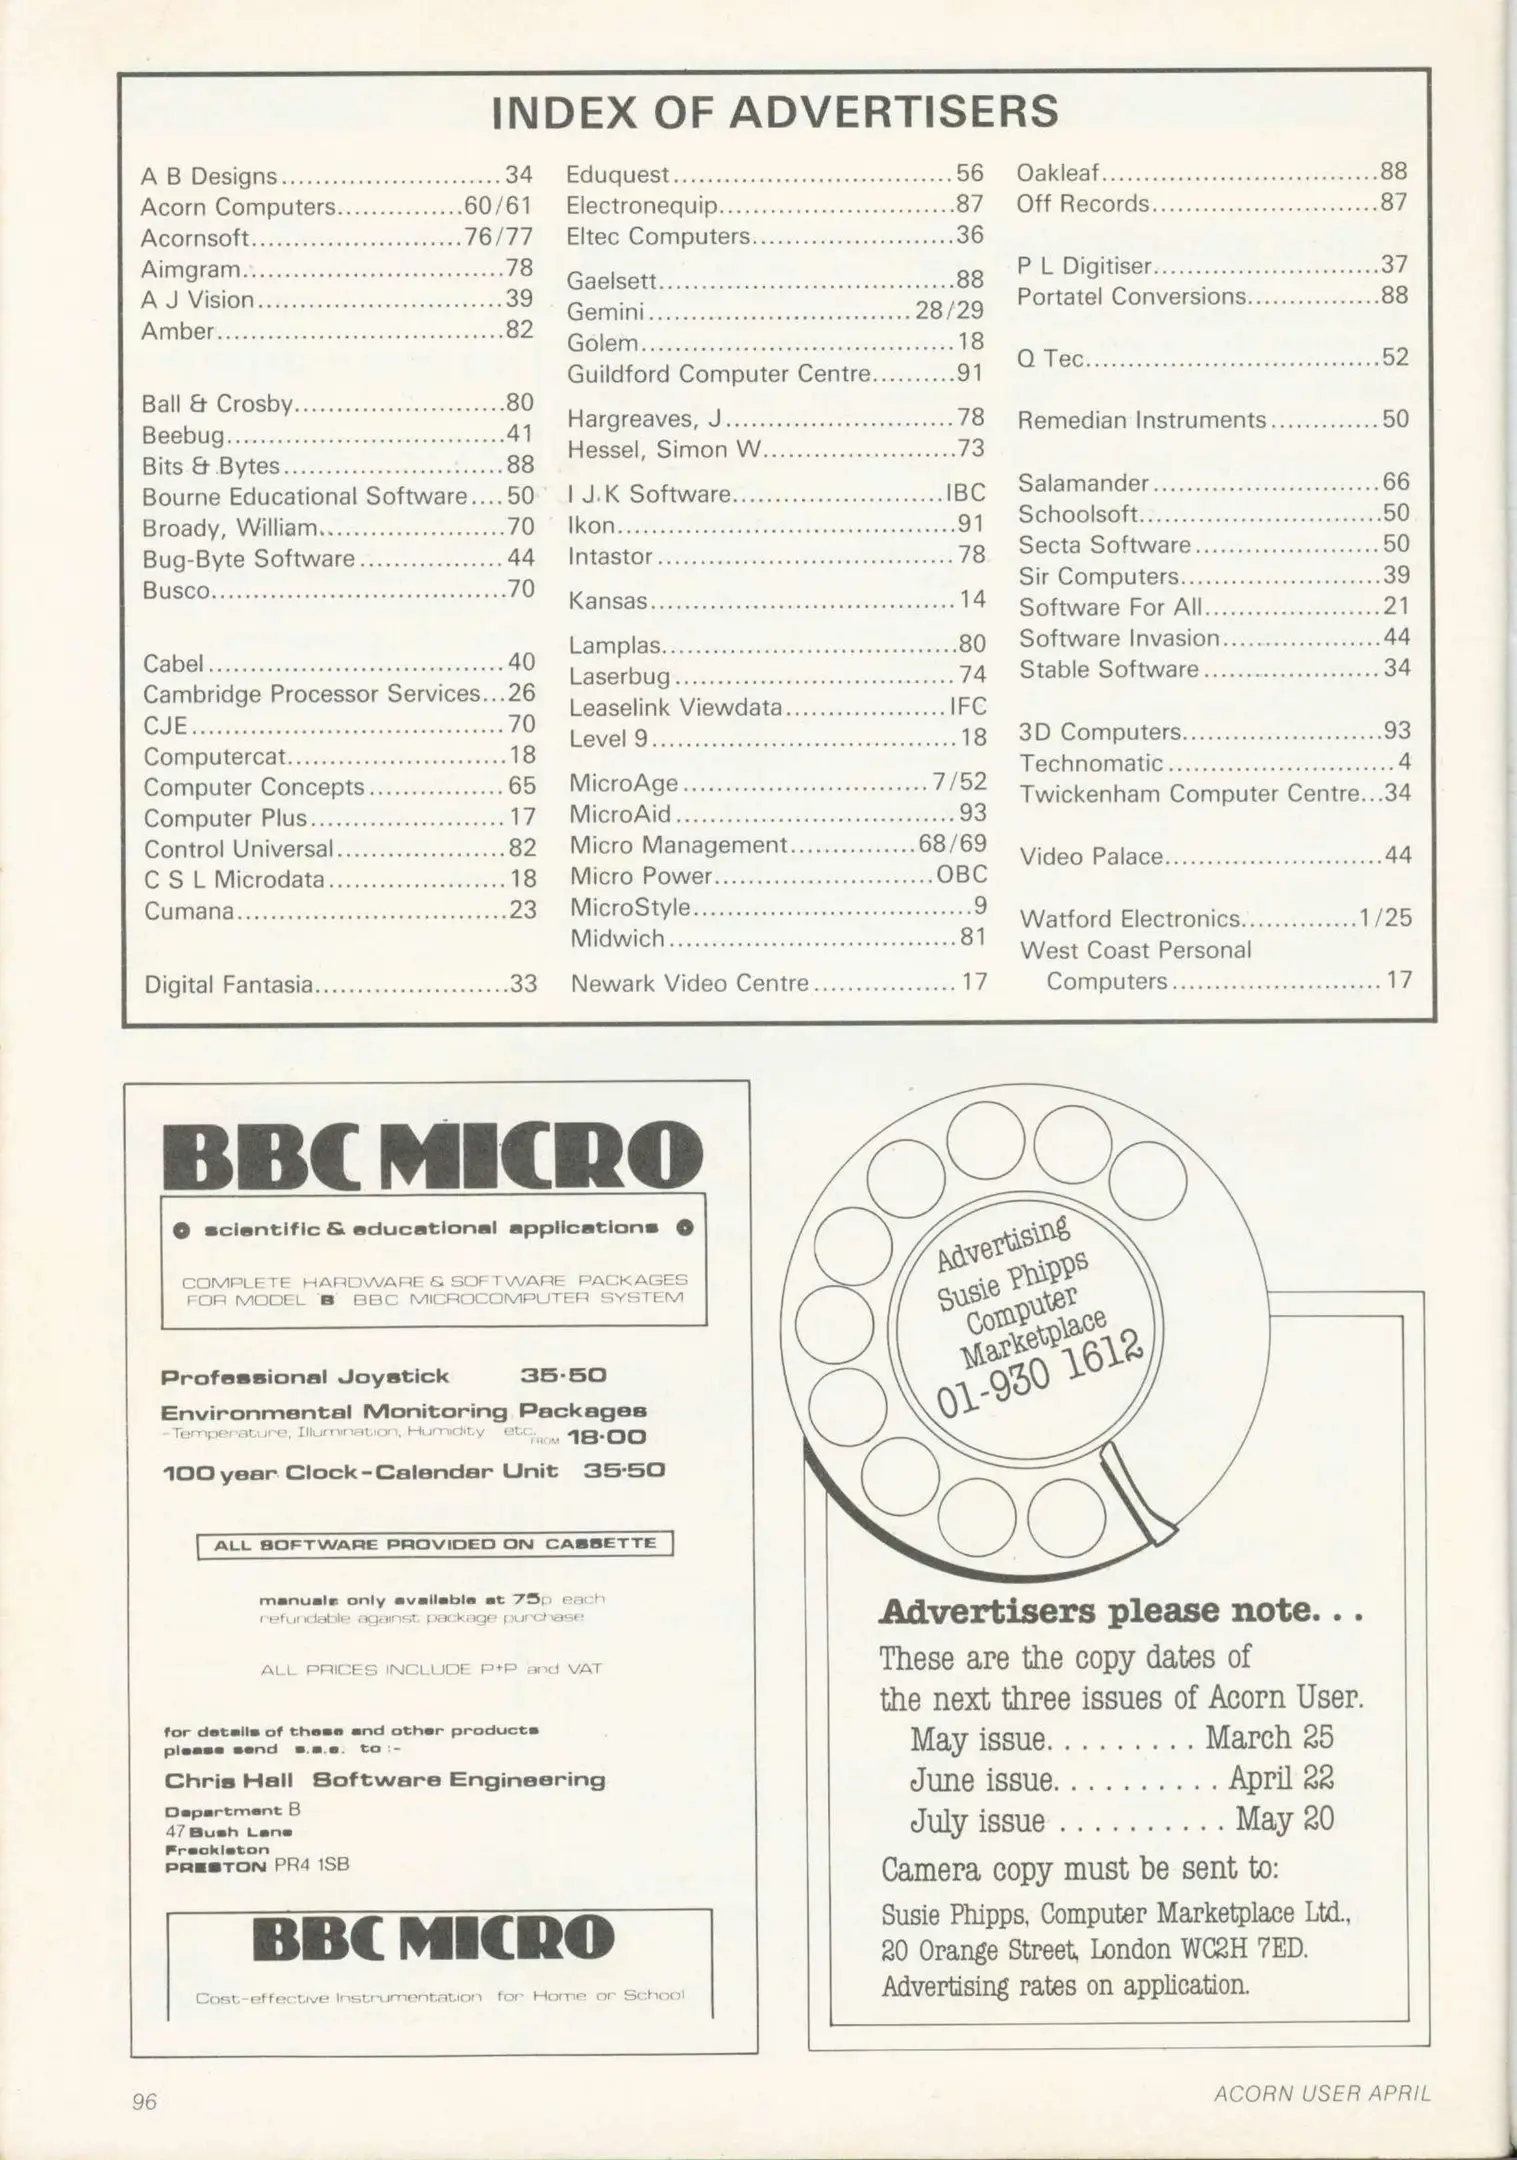 INDEX OF ADVERTISERS
A B Designs..........................34
Acorn Computers...............60/61
Acornsoft.........................76/77
Aimgram...............................78
A J Vision.............................39
Amber..................................82
Ball & Crosby.........................80
Beebug.................................41
Bits & Bytes..........................88
Bourne Educational Software....50
Broady, William......................70
Bug-Byte Software.................44
Busco...................................70
Cabel...................................40
Cambridge Processor Services...26
CJE.....................................70
Computercat..........................18
Computer Concepts................65
Computer Plus.......................17
Control Universal....................82
C S L Microdata.....................18
Cumana................................23
Digital Fantasia.......................33
Eduquest.................................56
Electronequip............................87
Eltec Computers........................36
Gaelsett...................................88
Gemini...............................28/29
Golem.....................................18
Guildford Computer Centre..........91
Hargreaves, J...........................78
Hessel, Simon W.......................73
I J.K Software.........................IBC
Ikon........................................91
Intastor...................................78
Kansas....................................14
Lamplas...................................80
Laserbug.................................74
Leaselink Viewdata...................IFC
Level 9....................................18
MicroAge.............................7/52
MicroAid.................................93
Micro Management...............68/69
Micro Power..........................OBC
MicroStyle.................................9
Midwich..................................81
Newark Video Centre.................17
Oakleaf.................................88
Off Records...........................87
P L Digitiser...........................37
Portatel Conversions................88
Q Tec...................................52
Remedian Instruments.............50
Salamander...........................66
Schoolsoft.............................50
Secta Software......................50
Sir Computers........................39
Software For All.....................21
Software Invasion...................44
Stable Software.....................34
3D Computers........................93
Technomatic...........................4
Twickenham Computer Centre...34
Video Palace..........................44
Watford Electronics..............1/25
West Coast Personal
Computers.........................17
BBC MICRO
scientific & educational applications
COMPLETE HARDWARE & SOFTWARE PACKAGES
FOR MODEL 'B' BBC MICROCOMPUTER SYSTEM
Professional Joystick 35·50
Environmental Monitoring Packages
-Temperature, Illumination, Humidity etc. FROM 18·00
100 year Clock-Calendar Unit 35·50
ALL SOFTWARE PROVIDED ON CASSETTE
manuals only available at 75p each
refundable against package purchase
ALL PRICES INCLUDE P+P and VAT
for details of these and other products
please send s.a.e. to :-
Chris Hall Software Engineering
Department B
47 Bush Lane
Freckleton
PRESTON PR4 1SB
BBC MICRO
Cost-effective Instrumentation for Home or School
Advertising
Susie Phipps
Computer
Marketplace
01-930 1612
Advertisers please note. . .
These are the copy dates of
the next three issues of Acorn User.
May issue. . . . . . . . . March 25
June issue. . . . . . . . . . April 22
July issue . . . . . . . . . . May 20
Camera copy must be sent to:
Susie Phipps, Computer Marketplace Ltd.,
20 Orange Street, London WC2H 7ED.
Advertising rates on application.
96
ACORN USER APRIL